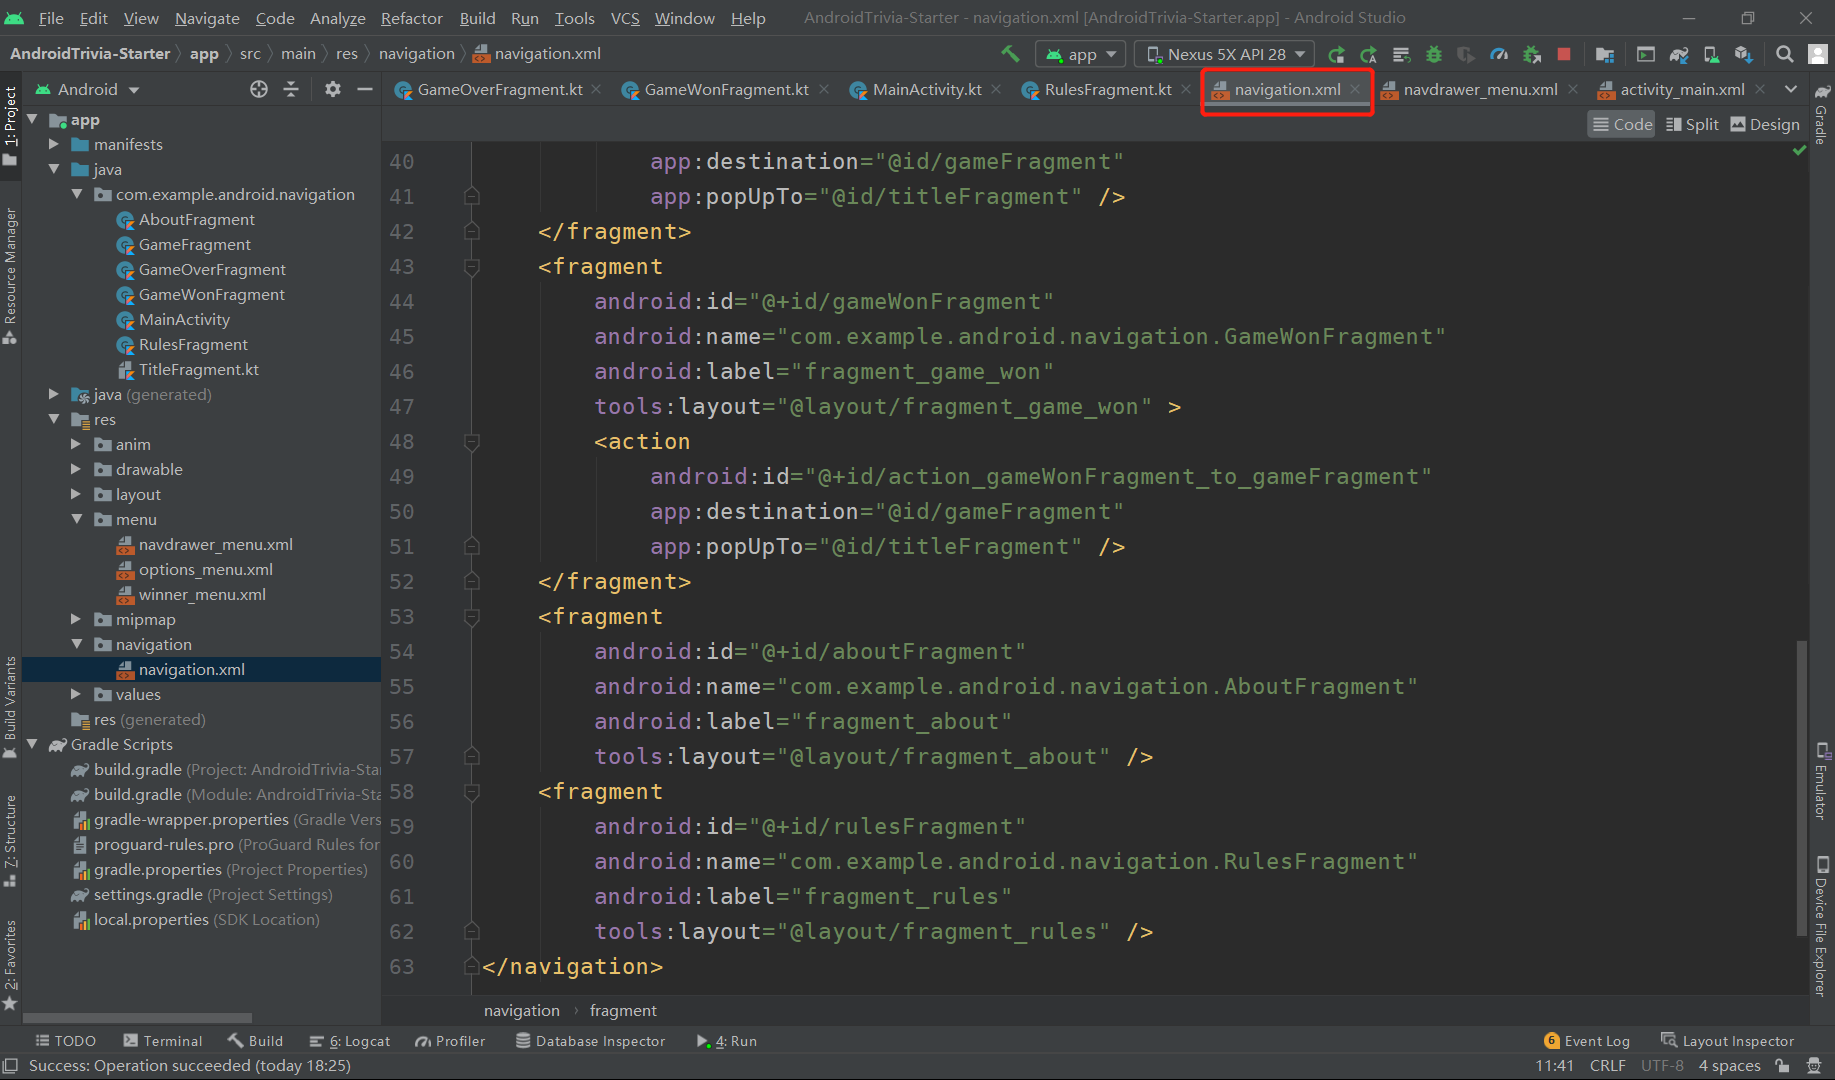 File Edit View Navigate Code Analyze Refactor Build Run Tools VCS Window Help AndroidTrivia-Starter - navigation.xml [AndroidTrivia-Starter.app] - Android Studio
AndroidTrivia-Starter app src main res navigation navigation.xml app Nexus 5X API 28
Android GameOverFragment.kt GameWonFragment.kt MainActivity.kt RulesFragment.kt navigation.xml navdrawer_menu.xml activity_main.xml
Code Split Design
1: Project
Resource Manager
Build Variants
7: Structure
2: Favorites
app
manifests
java
com.example.android.navigation
AboutFragment
GameFragment
GameOverFragment
GameWonFragment
MainActivity
RulesFragment
TitleFragment.kt
java (generated)
res
anim
drawable
layout
menu
navdrawer_menu.xml
options_menu.xml
winner_menu.xml
mipmap
navigation
navigation.xml
values
res (generated)
Gradle Scripts
build.gradle (Project: AndroidTrivia-Star
build.gradle (Module: AndroidTrivia-Sta
gradle-wrapper.properties (Gradle Vers
proguard-rules.pro (ProGuard Rules for
gradle.properties (Project Properties)
settings.gradle (Project Settings)
local.properties (SDK Location)
40 app:destination="@id/gameFragment"
41 app:popUpTo="@id/titleFragment" />
42 </fragment>
43 <fragment
44 android:id="@+id/gameWonFragment"
45 android:name="com.example.android.navigation.GameWonFragment"
46 android:label="fragment_game_won"
47 tools:layout="@layout/fragment_game_won" >
48 <action
49 android:id="@+id/action_gameWonFragment_to_gameFragment"
50 app:destination="@id/gameFragment"
51 app:popUpTo="@id/titleFragment" />
52 </fragment>
53 <fragment
54 android:id="@+id/aboutFragment"
55 android:name="com.example.android.navigation.AboutFragment"
56 android:label="fragment_about"
57 tools:layout="@layout/fragment_about" />
58 <fragment
59 android:id="@+id/rulesFragment"
60 android:name="com.example.android.navigation.RulesFragment"
61 android:label="fragment_rules"
62 tools:layout="@layout/fragment_rules" />
63 </navigation>
navigation fragment
Gradle
Emulator
Device File Explorer
TODO Terminal Build 6: Logcat Profiler Database Inspector 4: Run 6 Event Log Layout Inspector
Success: Operation succeeded (today 18:25) 11:41 CRLF UTF-8 4 spaces